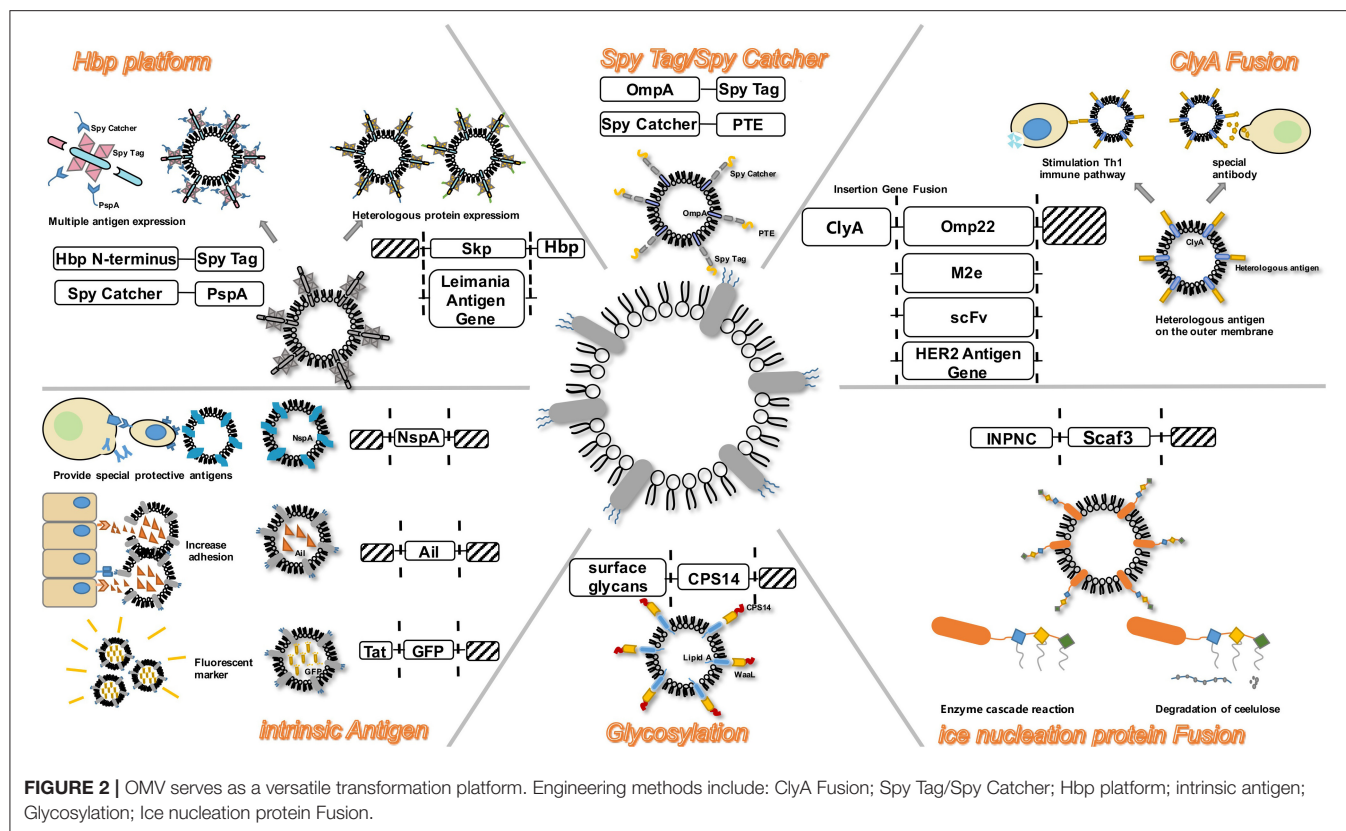 Hbp platform
Spy Catcher
Spy Tag
PspA
Multiple antigen expression
Heterologous protein expressiom
Hbp N-terminus
Spy Tag
Spy Catcher
PspA
Skp
Hbp
Leimania
Antigen
Gene
Spy Tag/Spy Catcher
OmpA
Spy Tag
Spy Catcher
PTE
Spy Catcher
OmpA
PTE
Spy Tag
ClyA Fusion
Stimulation Th1
immune pathway
special
antibody
Insertion Gene Fusion
ClyA
Omp22
M2e
scFv
HER2 Antigen
Gene
ClyA
Heterologous antigen
Heterologous antigen
on the outer membrane
NspA
NspA
Provide special protective antigens
Increase
adhesion
Ail
Ail
Fluorescent
marker
GFP
Tat
GFP
intrinsic Antigen
surface
glycans
CPS14
CPS14
Lipid A
WaaL
Glycosylation
INPNC
Scaf3
Enzyme cascade reaction
Degradation of ceelulose
ice nucleation protein Fusion
FIGURE 2 | OMV serves as a versatile transformation platform. Engineering methods include: ClyA Fusion; Spy Tag/Spy Catcher; Hbp platform; intrinsic antigen;
Glycosylation; Ice nucleation protein Fusion.